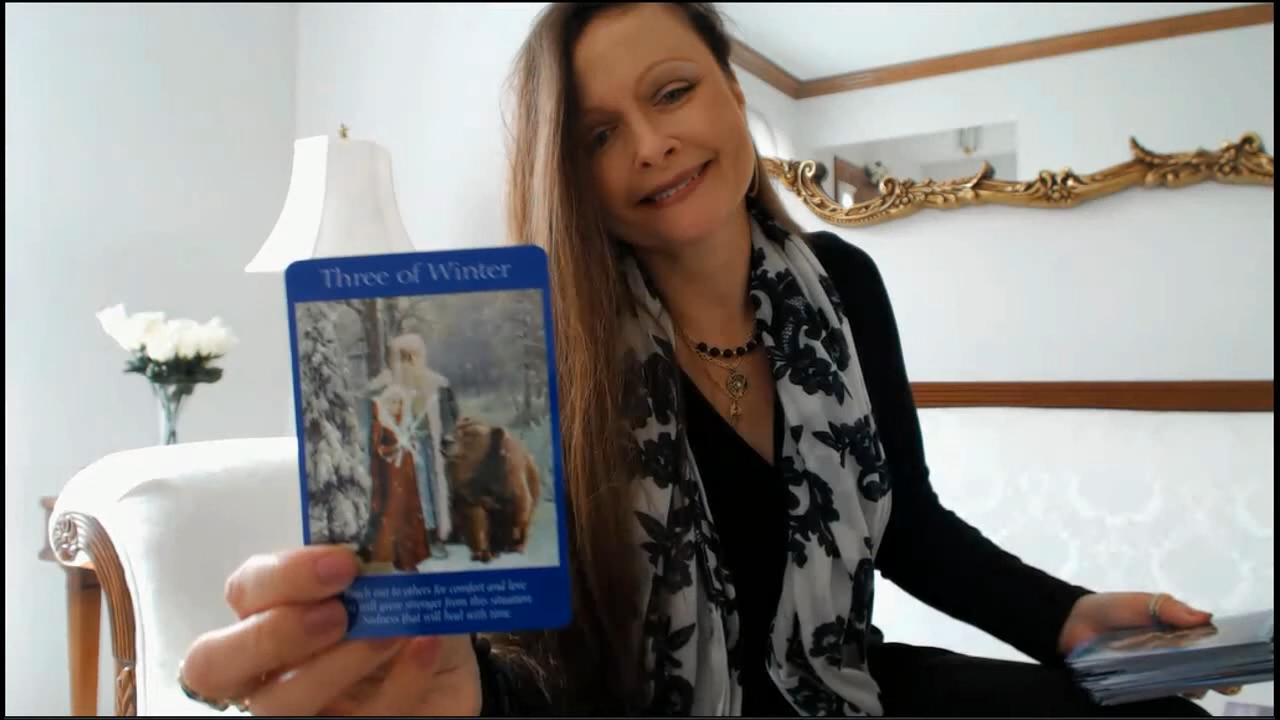 Three of Winter
out to others for comfort and love
will grow stronger from this situation
Sadness that will heal with time.